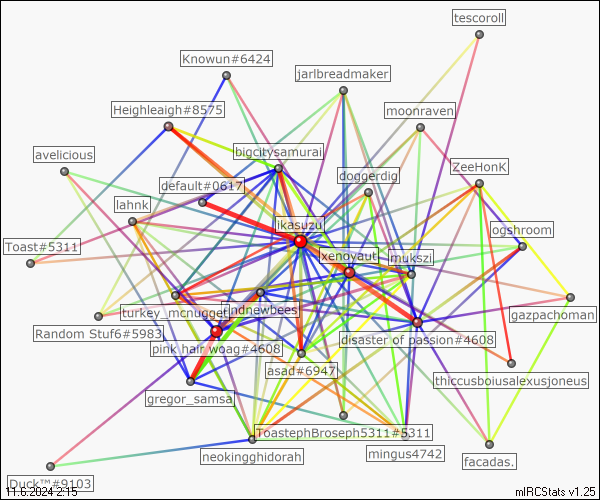 tescoroll
Knowun#6424
jarlbreadmaker
Heighleaigh#8575
moonraven
bigcitysamurai
avelicious
ZeeHonK
default#0617
doggerdig
lahnk
ikasuzu
ogshroom
Toast#5311
xenoyaut
mukszi
turkey_mcnugget
rndnewbees
gazpachoman
Random Stuf6#5983
pink hair woag#4608
disaster of passion#4608
asad#6947
thiccusboiusalexusjoneus
gregor_samsa
ToastephBroseph5311#5311
neokingghidorah
mingus4742
facadas.
Duck™#9103
11.6.2024 2:15
mIRCStats v1.25